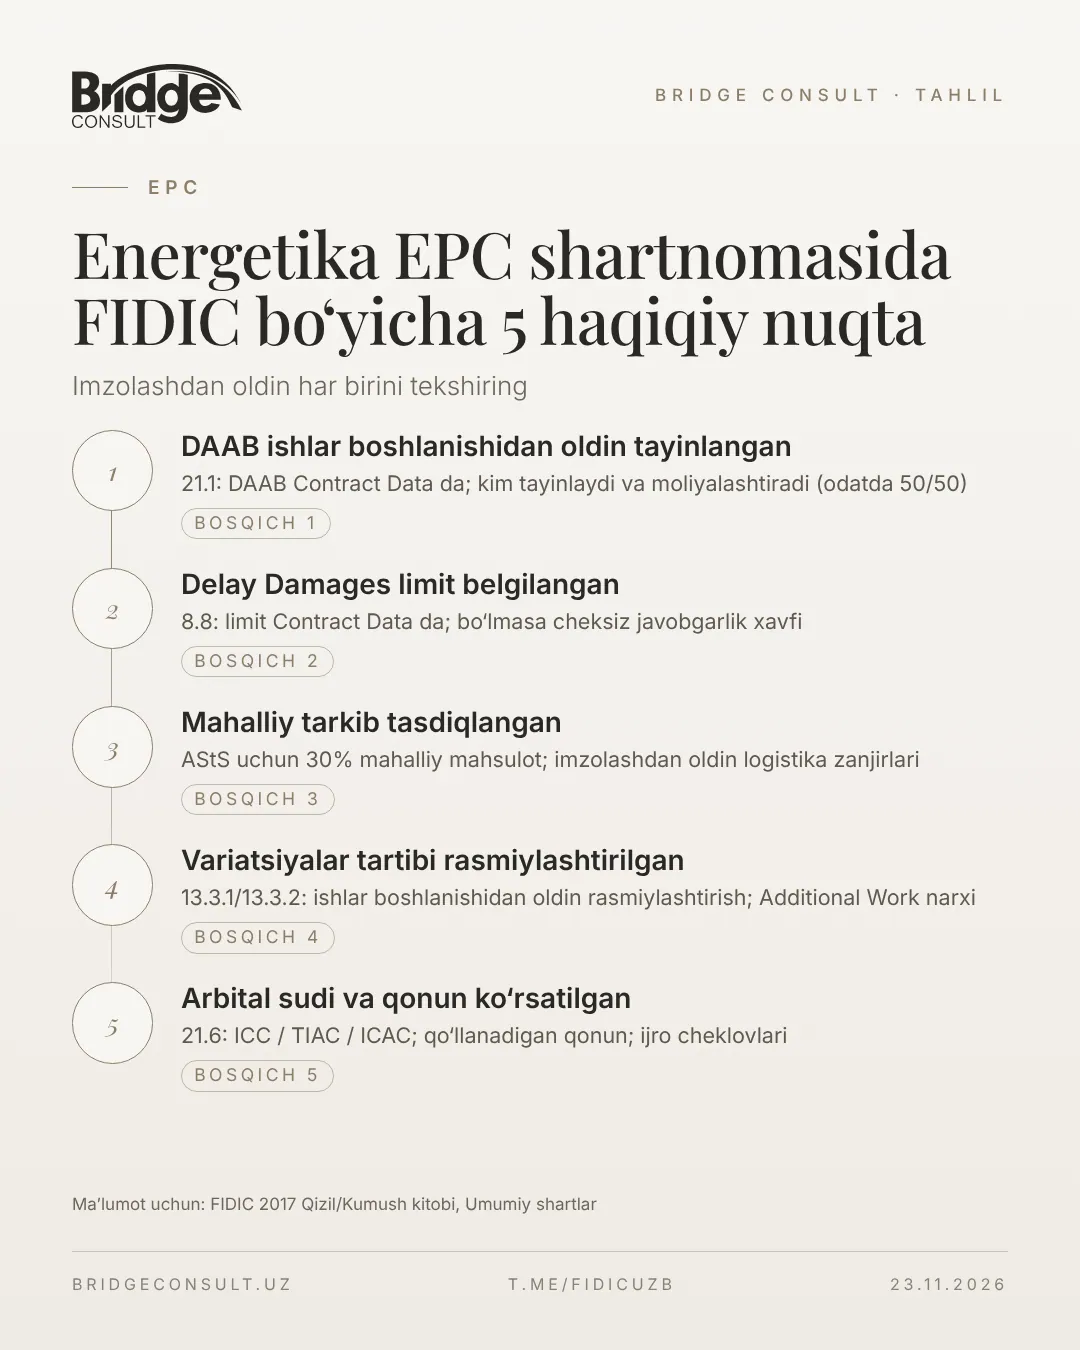 Bridge
CONSULT
BRIDGE CONSULT · TAHLIL
EPC
Energetika EPC shartnomasida
FIDIC bo‘yicha 5 haqiqiy nuqta
Imzolashdan oldin har birini tekshiring
1
DAAB ishlar boshlanishidan oldin tayinlangan
21.1: DAAB Contract Data da; kim tayinlaydi va moliyalashtiradi (odatda 50/50)
BOSQICH 1
2
Delay Damages limit belgilangan
8.8: limit Contract Data da; bo‘lmasa cheksiz javobgarlik xavfi
BOSQICH 2
3
Mahalliy tarkib tasdiqlangan
AStS uchun 30% mahalliy mahsulot; imzolashdan oldin logistika zanjirlari
BOSQICH 3
4
Variatsiyalar tartibi rasmiylashtirilgan
13.3.1/13.3.2: ishlar boshlanishidan oldin rasmiylashtirish; Additional Work narxi
BOSQICH 4
5
Arbital sudi va qonun ko‘rsatilgan
21.6: ICC / TIAC / ICAC; qo‘llanadigan qonun; ijro cheklovlari
BOSQICH 5
Ma’lumot uchun: FIDIC 2017 Qizil/Kumush kitobi, Umumiy shartlar
BRIDGECONSULT.UZ
T.ME/FIDICUZB
23.11.2026